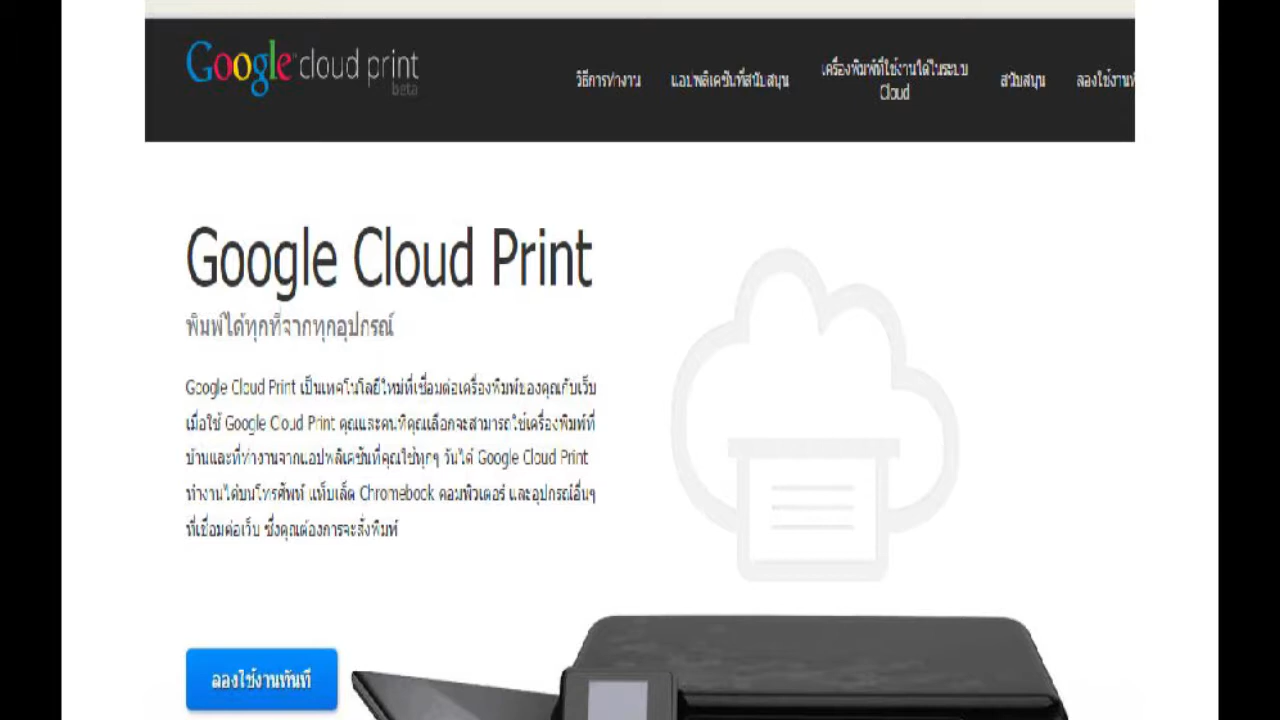 Google cloud print
beta
วิธีการทำงาน
แอปพลิเคชันที่สนับสนุน
เครื่องพิมพ์ที่ใช้งานได้ในระบบ
Cloud
สนับสนุน
ลองใช้งานทั
Google Cloud Print
พิมพ์ได้ทุกที่จากทุกอุปกรณ์
Google Cloud Print เป็นเทคโนโลยีใหม่ที่เชื่อมต่อเครื่องพิมพ์ของคุณกับเว็บ
เมื่อใช้ Google Cloud Print คุณและคนที่คุณเลือกจะสามารถใช้เครื่องพิมพ์ที่
บ้านและที่ทำงานจากแอปพลิเคชันที่คุณใช้ทุกๆ วันได้ Google Cloud Print
ทำงานได้บนโทรศัพท์ แท็บเล็ต Chromebook คอมพิวเตอร์ และอุปกรณ์อื่นๆ
ที่เชื่อมต่อเว็บ ซึ่งคุณต้องการจะสั่งพิมพ์
ลองใช้งานทันที